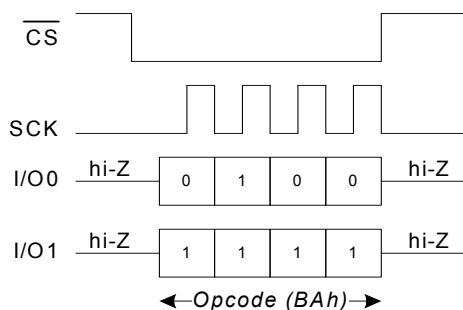 CS
SCK
I/O0 hi-Z 0 1 0 0 hi-Z
I/O1 hi-Z 1 1 1 1 hi-Z
Opcode (BAh)